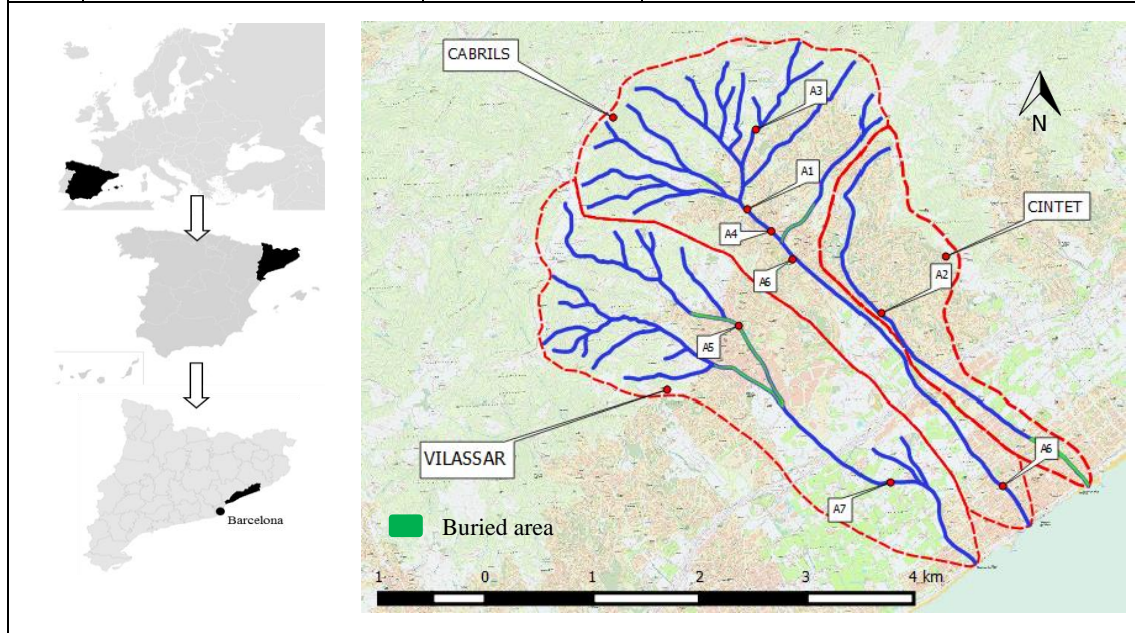 CABRILS
A3
N
A1
CINTET
A4
A6
A2
A5
VILASSAR
A6
A7
Barcelona
Buried area
1 0 1 2 3 4 km